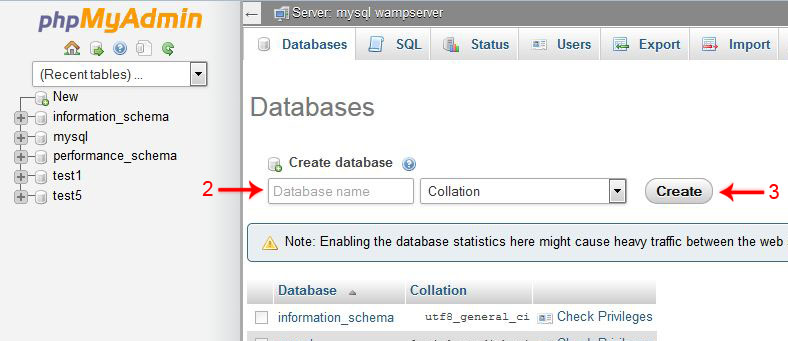 phpMyAdmin
(Recent tables) ...
New
information_schema
mysql
performance_schema
test1
test5
Server: mysql wampserver
Databases SQL Status Users Export Import
Databases
Create database
2 Database name Collation Create 3
Note: Enabling the database statistics here might cause heavy traffic between the web
Database Collation
information_schema utf8_general_ci Check Privileges